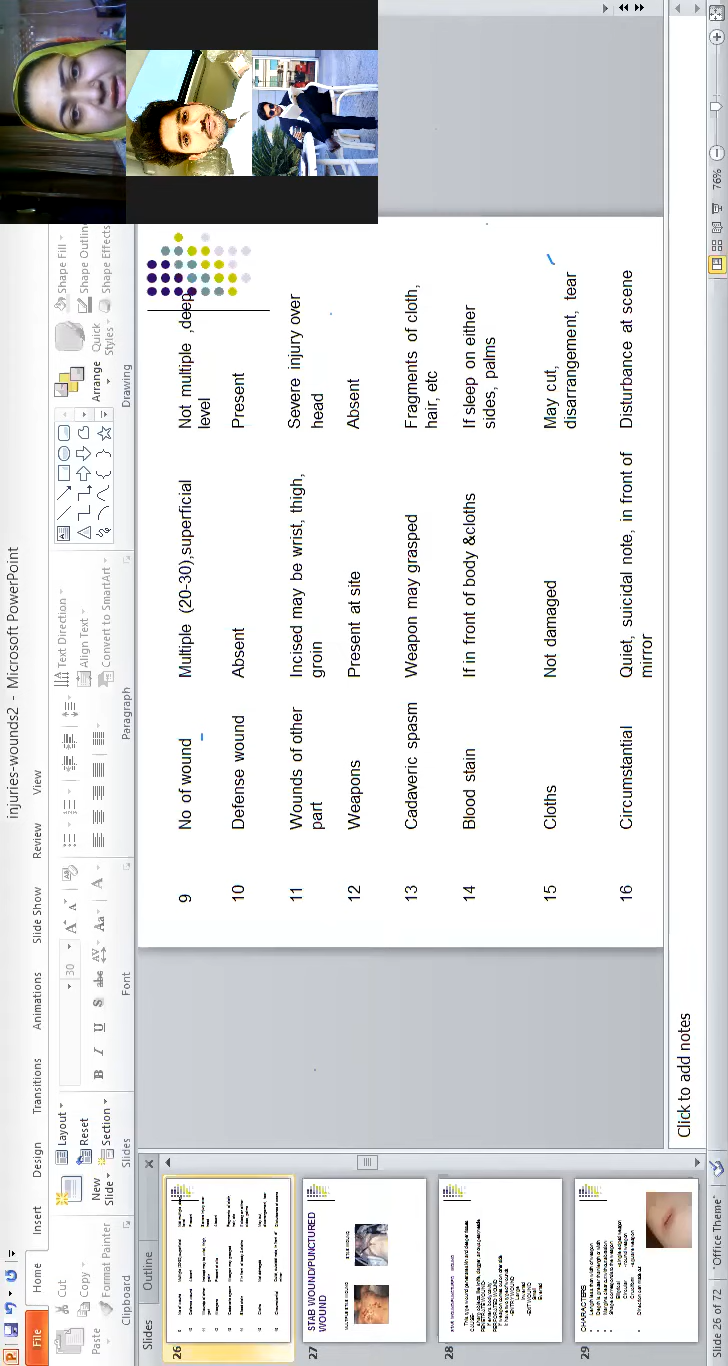 injuries-wounds2 - Microsoft PowerPoint
File
Home
Insert
Design
Transitions
Animations
Slide Show
Review
View
Cut
Copy
Format Painter
Paste
Clipboard
New
Slide
Layout
Reset
Section
Slides
30
Font
Text Direction
Align Text
Convert to SmartArt
Paragraph
Arrange
Quick
Styles
Shape Fill
Shape Outlin
Shape Effects
Drawing
Slides
Outline
26
27
STAB WOUND/PUNCTURED
WOUND
28
29
CHARACTERS
9 No of wound Multiple (20-30),superficial Not multiple ,deep
level
10 Defense wound Absent Present
11 Wounds of other Incised may be wrist, thigh, Severe injury over
part groin head
12 Weapons Present at site Absent
13 Cadaveric spasm Weapon may grasped Fragments of cloth,
hair, etc
14 Blood stain If in front of body &cloths If sleep on either
sides, palms
15 Cloths Not damaged May cut,
disarrangement, tear
16 Circumstantial Quiet, suicidal note, in front of Disturbance at scene
mirror
Click to add notes
Slide 26 of 72
"Office Theme"
76%